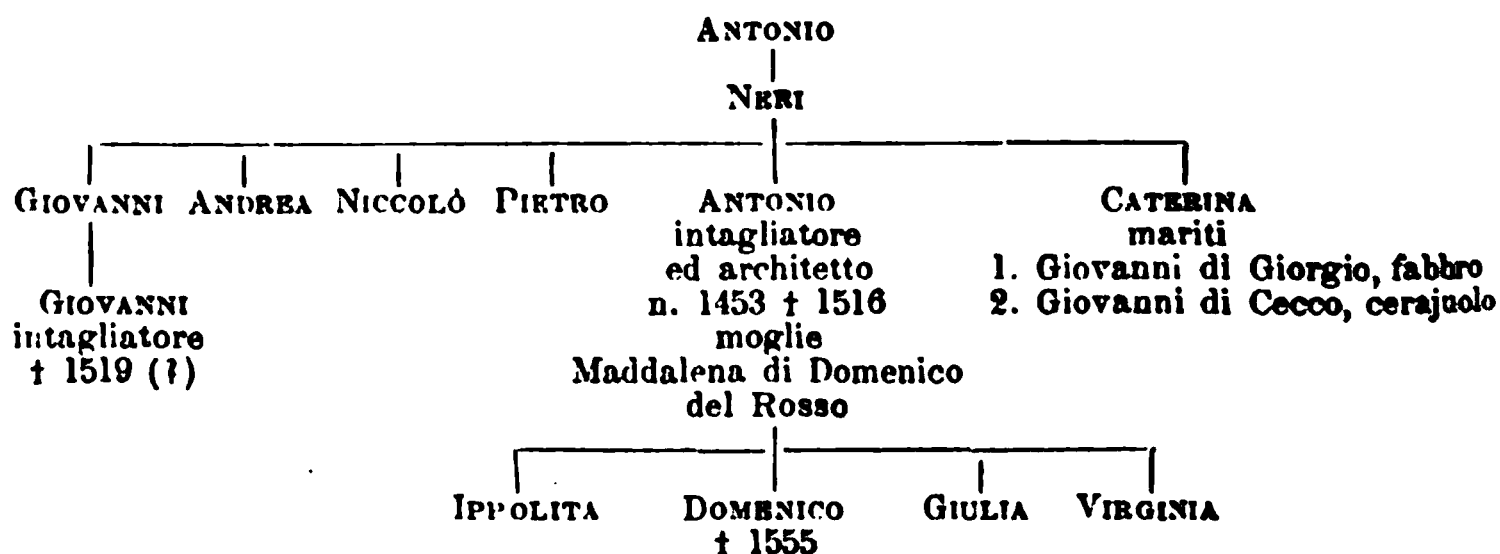 ANTONIO
NERI
GIOVANNI ANDREA NICCOLÒ PIETRO ANTONIO CATERINA
intagliatore mariti
ed architetto 1. Giovanni di Giorgio, fabbro
GIOVANNI n. 1453 † 1516 2. Giovanni di Cecco, cerajuolo
intagliatore moglie
† 1519 (?) Maddalena di Domenico
del Rosso
IPPOLITA DOMENICO GIULIA VIRGINIA
† 1555